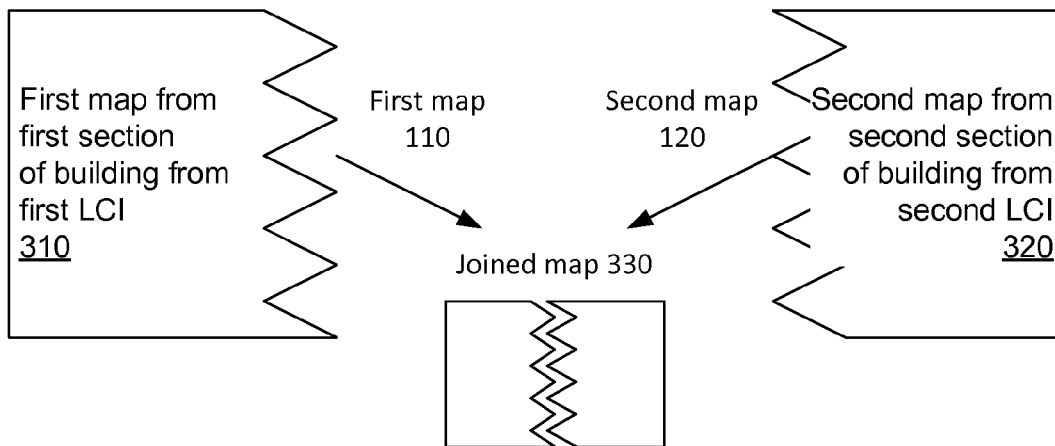 First map from
first section
of building from
first LCI
310
First map
110
Second map
120
Second map from
second section
of building from
second LCI
320
Joined map 330